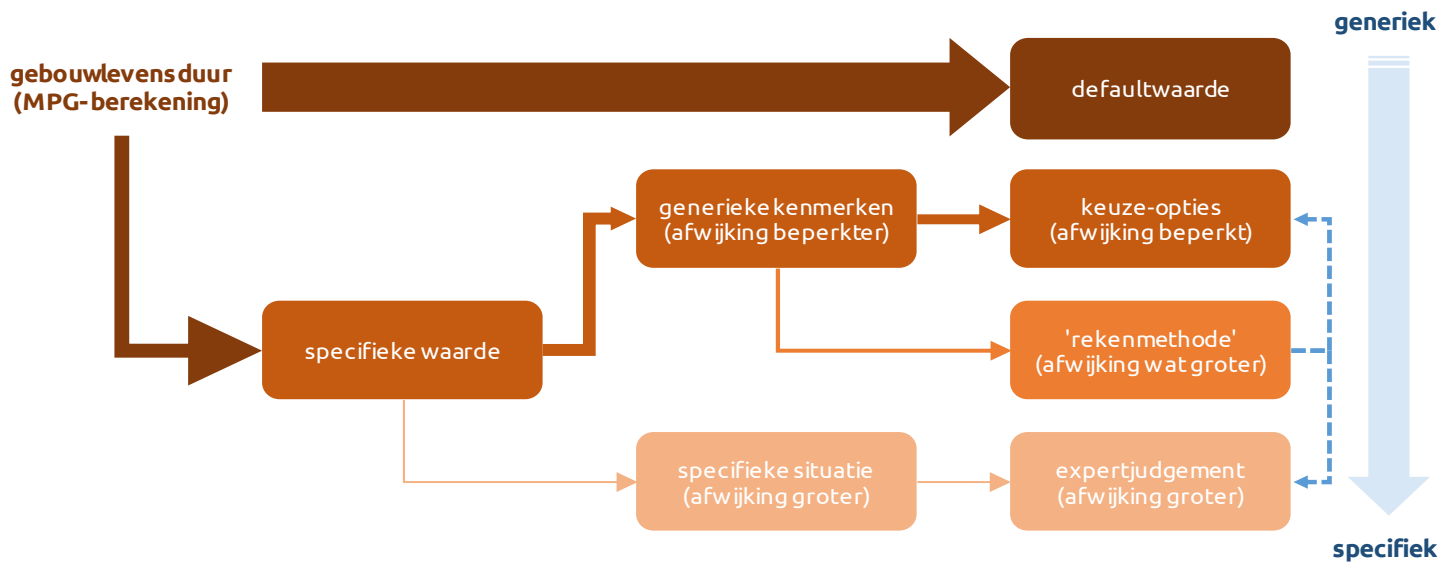 generiek
gebouwlevensduur
(MPG-berekening)
defaultwaarde
generieke kenmerken
(afwijking beperkter)
keuze-opties
(afwijking beperkt)
specifieke waarde
'rekenmethode'
(afwijking wat groter)
specifieke situatie
(afwijking groter)
expertjudgement
(afwijking groter)
specifiek